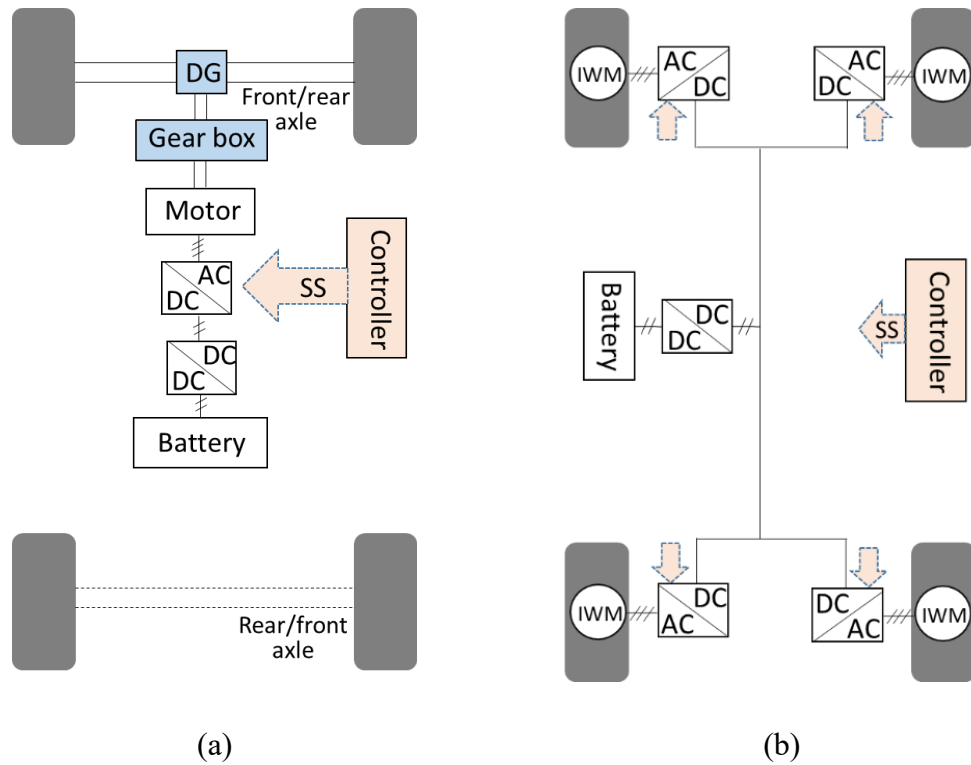 DG
Front/rear
axle
Gear box
Motor
AC
DC
SS
Controller
DC
DC
Battery
Rear/front
axle
(a)
IWM
AC
DC
AC
DC
IWM
Battery
DC
DC
SS
Controller
IWM
DC
AC
DC
AC
IWM
(b)